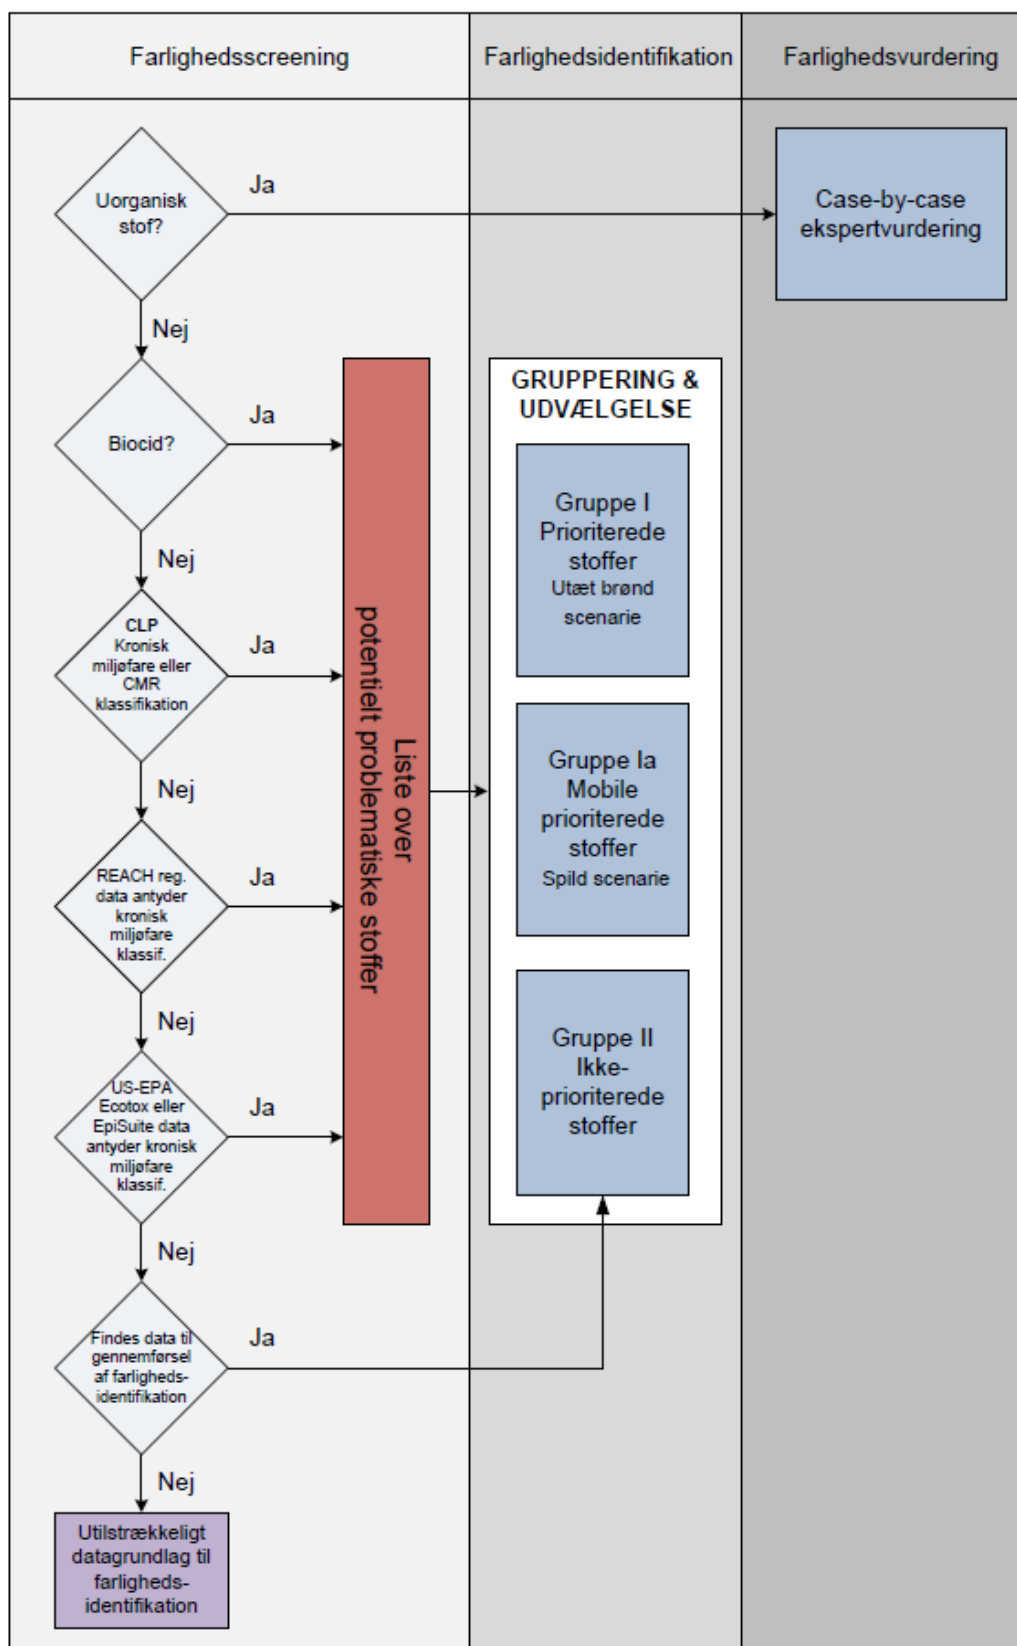 Farlighedsscreening
Farlighedsidentifikation
Farlighedsvurdering
Uorganisk
stof?
Ja
Case-by-case
ekspertvurdering
Nej
Biocid?
Ja
Nej
CLP
Kronisk
miljøfare eller
CMR
klassifikation
Ja
Nej
REACH reg.
data antyder
kronisk
miljøfare
klassif.
Ja
Nej
US-EPA
Ecotox eller
EpiSuite data
antyder kronisk
miljøfare
klassif.
Ja
Nej
Findes data til
gennemførsel
af farligheds-
identifikation
Ja
Nej
Utilstrækkeligt
datagrundlag til
farligheds-
identifikation
Liste over
potentielt problematiske stoffer
GRUPPERING &
UDVÆLGELSE
Gruppe I
Prioriterede
stoffer
Utæt brønd
scenarie
Gruppe Ia
Mobile
prioriterede
stoffer
Spild scenarie
Gruppe II
Ikke-
prioriterede
stoffer